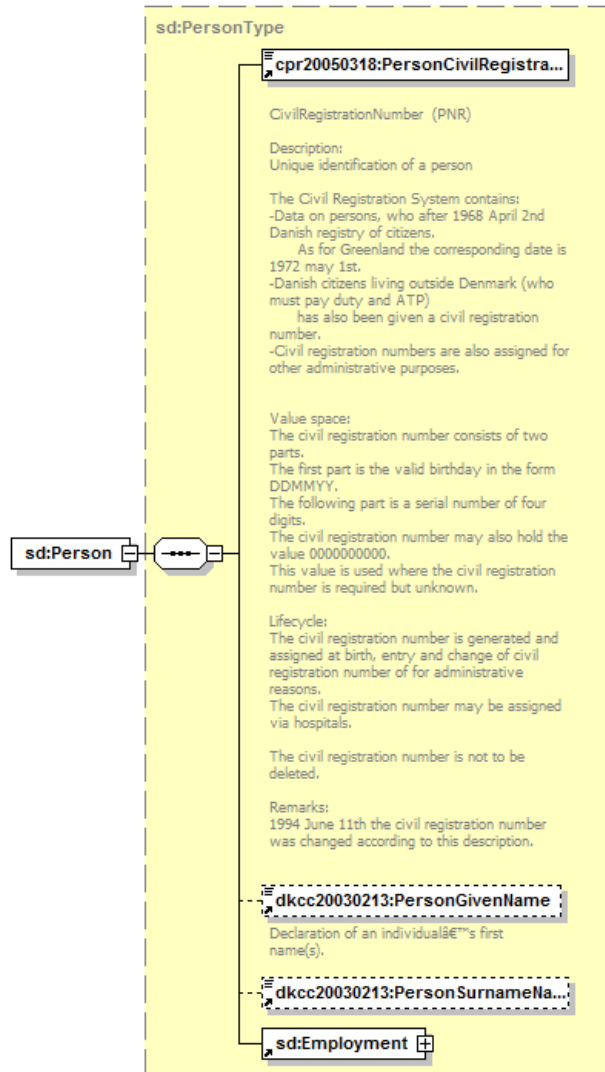 sd:PersonType
cpr20050318:PersonCivilRegistra...
CivilRegistrationNumber (PNR)
Description:
Unique identification of a person
The Civil Registration System contains:
-Data on persons, who after 1968 April 2nd
Danish registry of citizens.
As for Greenland the corresponding date is
1972 may 1st.
-Danish citizens living outside Denmark (who
must pay duty and ATP)
has also been given a civil registration
number.
-Civil registration numbers are also assigned for
other administrative purposes.
Value space:
The civil registration number consists of two
parts.
The first part is the valid birthday in the form
DDMMYY.
The following part is a serial number of four
digits.
The civil registration number may also hold the
value 0000000000.
This value is used where the civil registration
number is required but unknown.
sd:Person
Lifecycle:
The civil registration number is generated and
assigned at birth, entry and change of civil
registration number of for administrative
reasons.
The civil registration number may be assigned
via hospitals.
The civil registration number is not to be
deleted.
Remarks:
1994 June 11th the civil registration number
was changed according to this description.
dkcc20030213:PersonGivenName
Declaration of an individualâ€™s first
name(s).
dkcc20030213:PersonSurnameNa...
sd:Employment